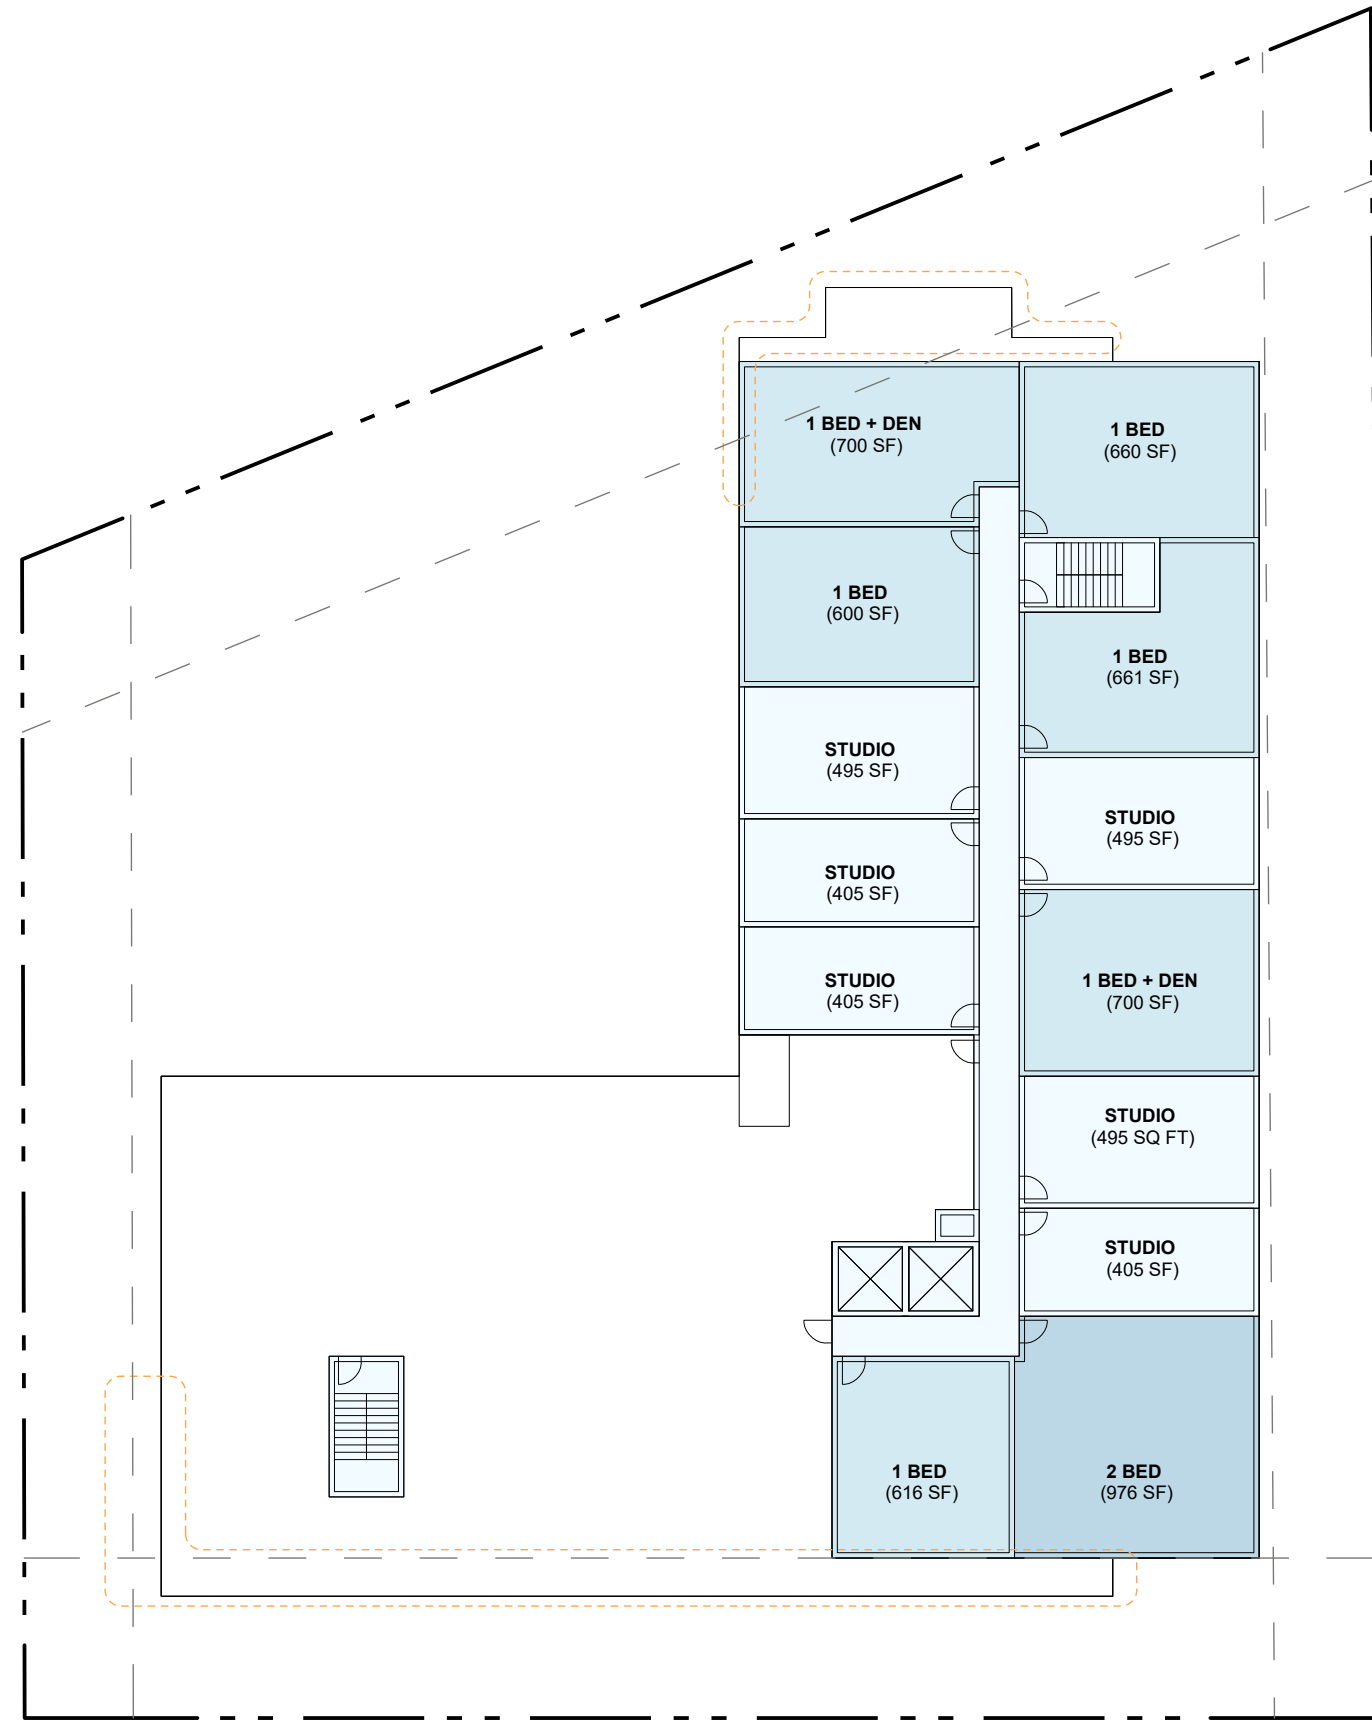 1 BED + DEN
(700 SF)
1 BED
(660 SF)
1 BED
(600 SF)
1 BED
(661 SF)
STUDIO
(495 SF)
STUDIO
(495 SF)
STUDIO
(405 SF)
STUDIO
(405 SF)
1 BED + DEN
(700 SF)
STUDIO
(495 SQ FT)
STUDIO
(405 SF)
1 BED
(616 SF)
2 BED
(976 SF)